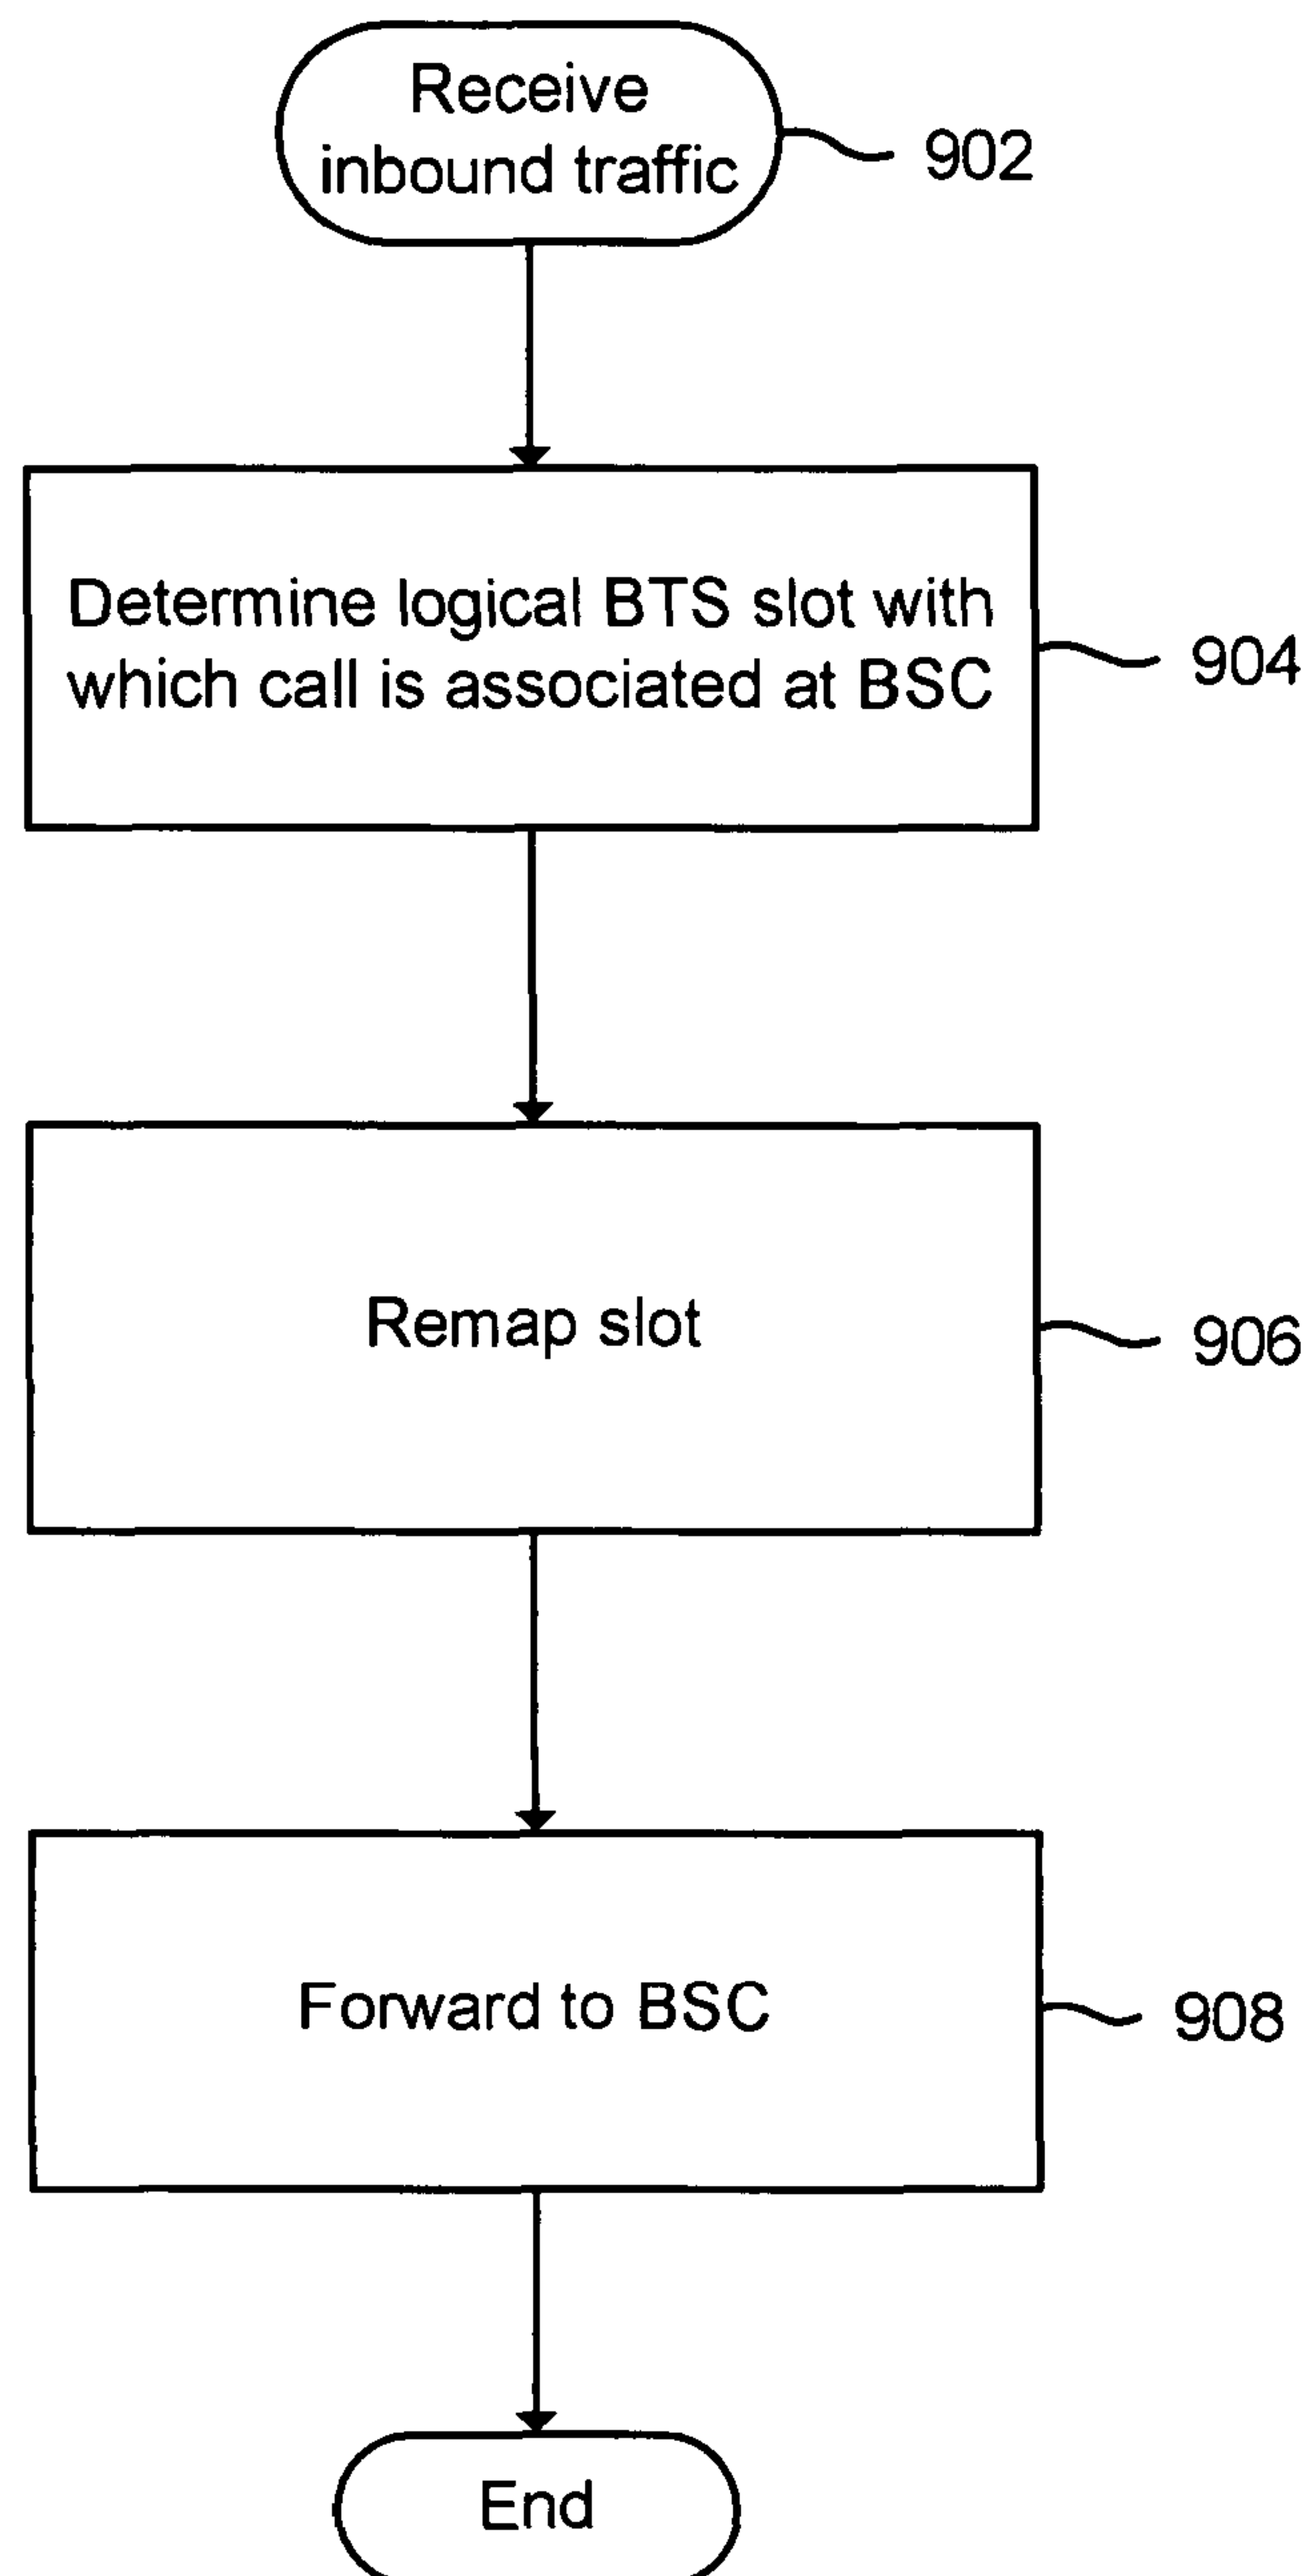 Receive
inbound traffic
902
Determine logical BTS slot with
which call is associated at BSC
904
Remap slot
906
Forward to BSC
908
End